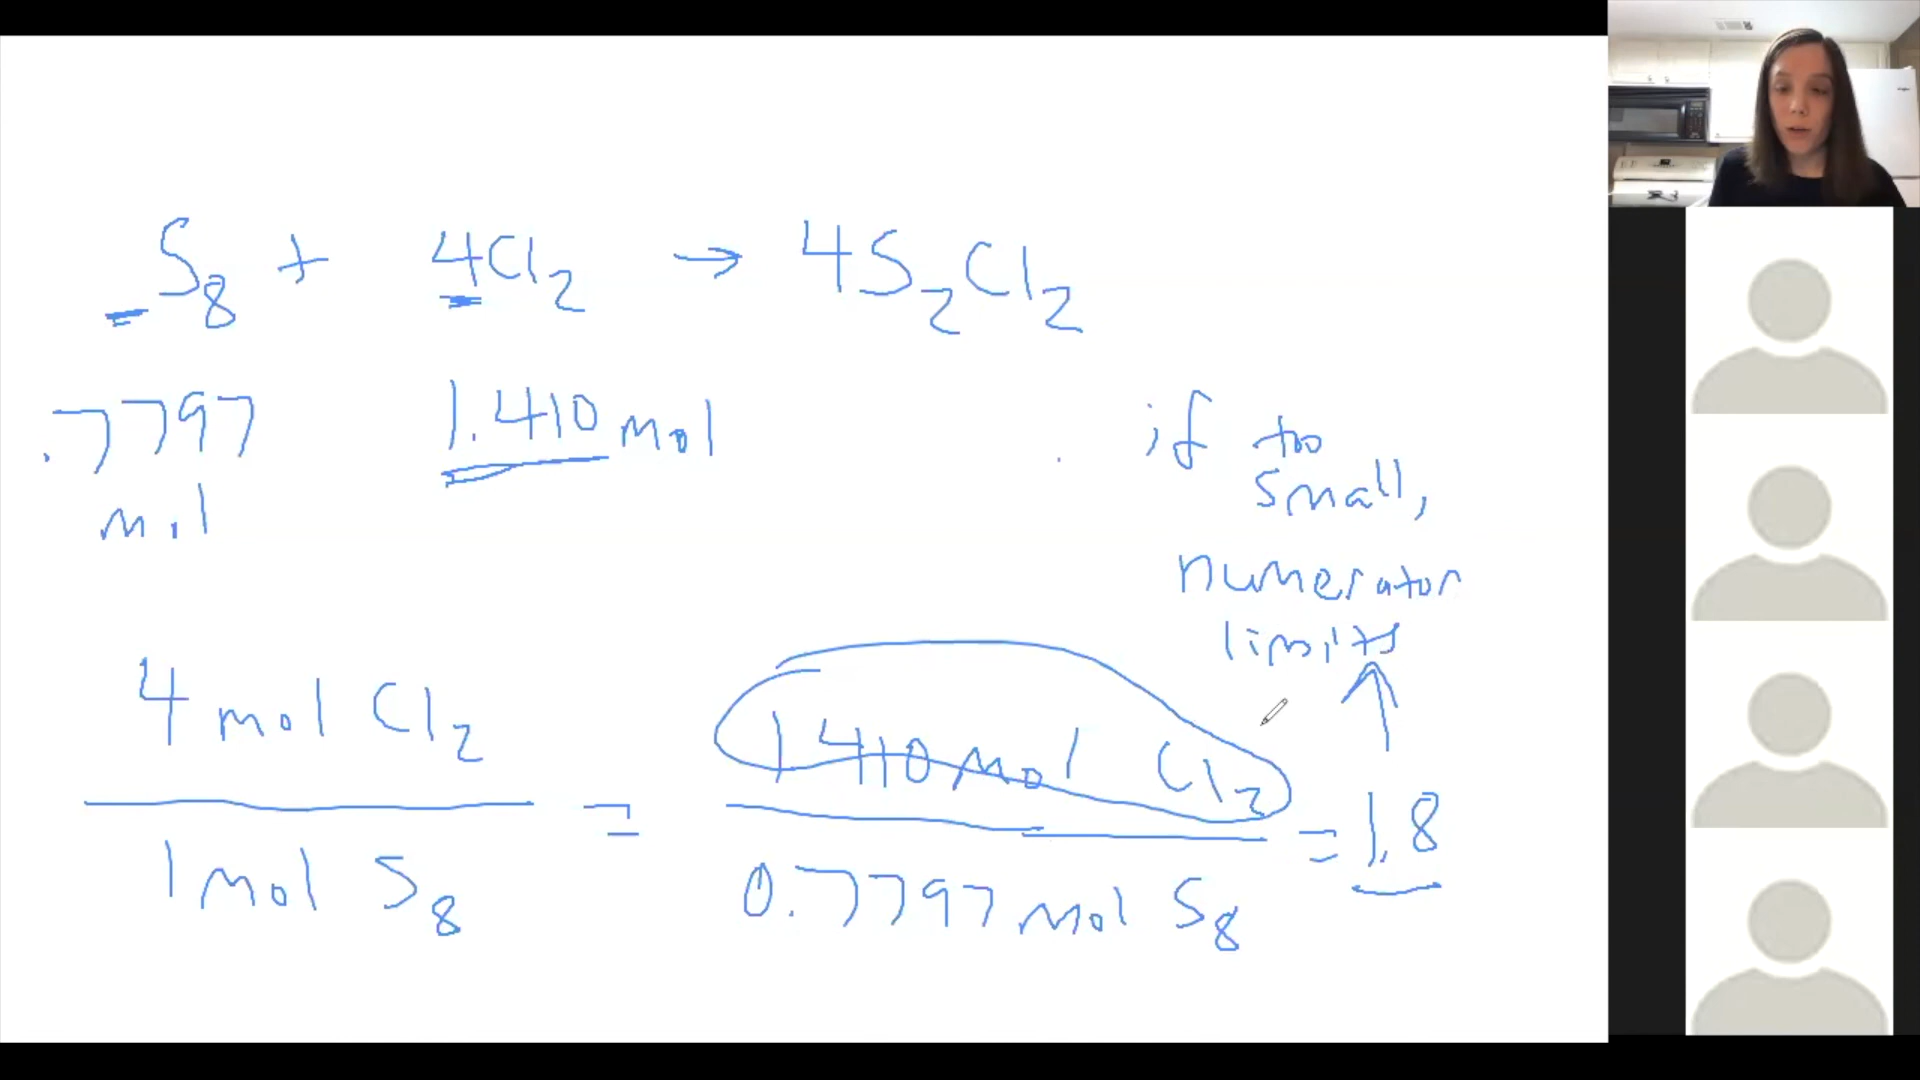 S8 + 4Cl2 → 4S2Cl2
.7797 1.410 mol
mol
if too
small,
numerator
limits
4 mol Cl2 = 1.410 mol Cl2 = 1.8
1 mol S8 0.7797 mol S8